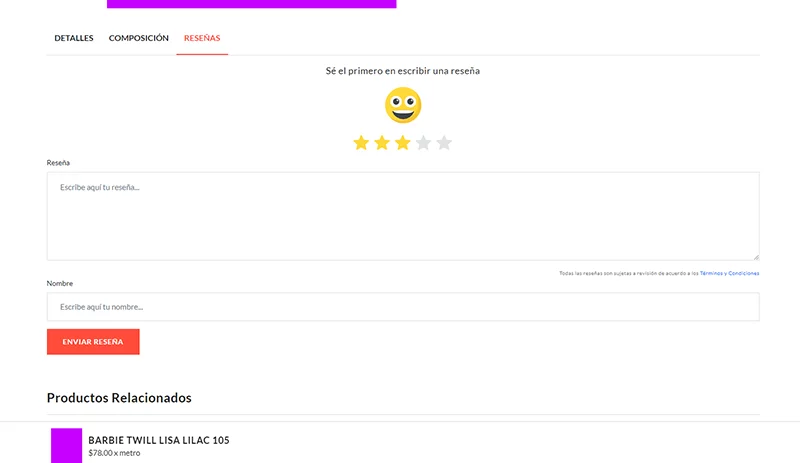 DETALLES COMPOSICIÓN RESEÑAS
Sé el primero en escribir una reseña
Reseña
Escribe aquí tu reseña...
Todas las reseñas son sujetas a revisión de acuerdo a los Términos y Condiciones
Nombre
Escribe aquí tu nombre...
ENVIAR RESEÑA
Productos Relacionados
BARBIE TWILL LISA LILAC 105
$78.00 x metro